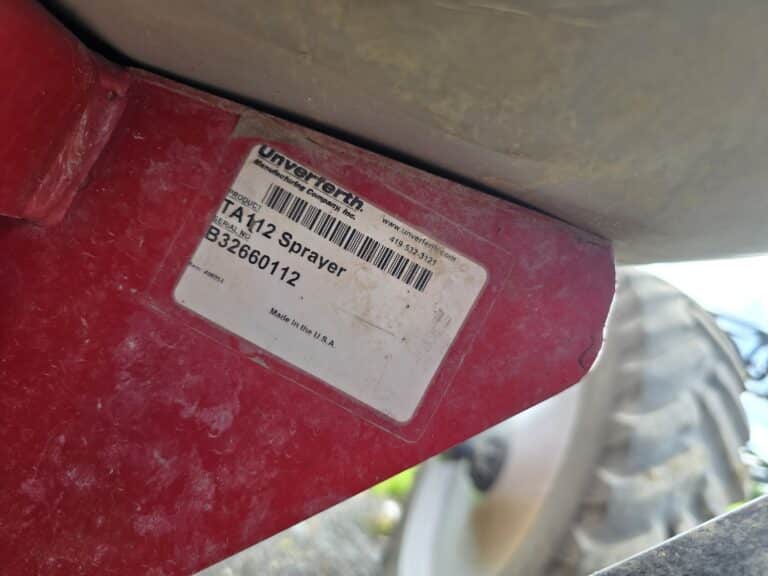 Unverferth
Manufacturing Company, Inc.
www.unverferth.com
419-532-3121
PRODUCT
TA112 Sprayer
SERIAL NO
B32660112
Made in the U.S.A.